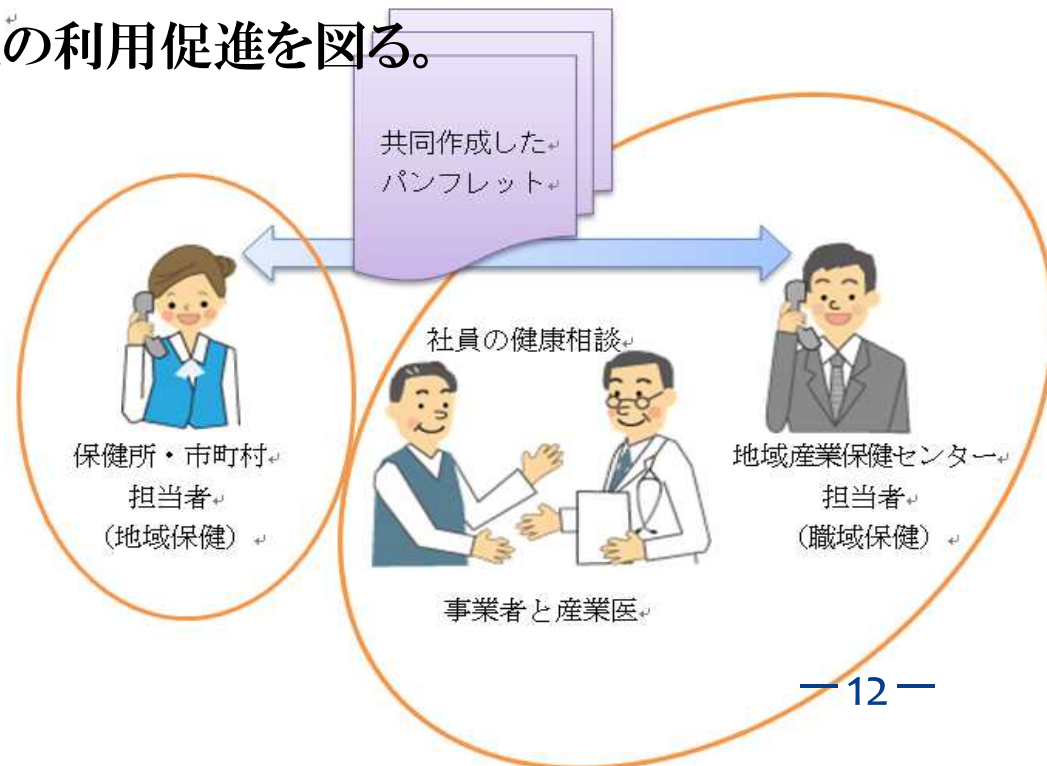 の利用促進を図る。
共同作成した
パンフレット
社員の健康相談
保健所・市町村
担当者
（地域保健）
地域産業保健センター
担当者
（職域保健）
事業者と産業医
— 12 —